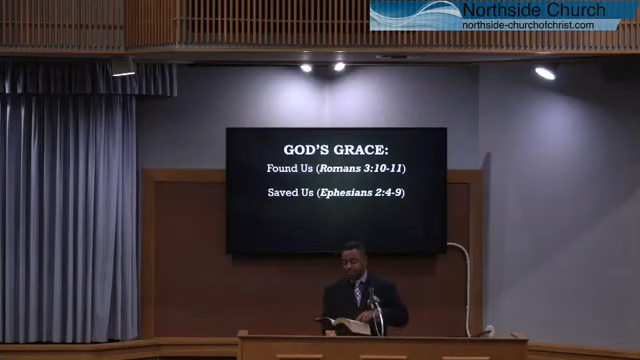 Northside Church
northside-churchofchrist.com
GOD'S GRACE:
Found Us (Romans 3:10-11)
Saved Us (Ephesians 2:4-9)